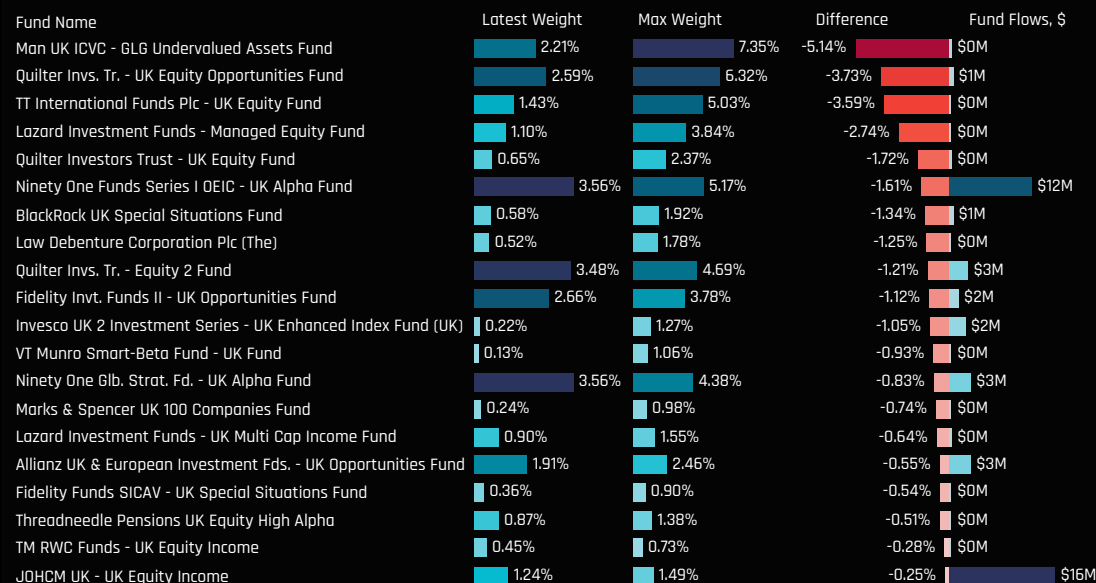 Fund Name Latest Weight Max Weight Difference Fund Flows, $
Man UK ICVC - GLG Undervalued Assets Fund 2.21% 7.35% -5.14% $0M
Quilter Invs. Tr. - UK Equity Opportunities Fund 2.59% 6.32% -3.73% $1M
TT International Funds Plc - UK Equity Fund 1.43% 5.03% -3.59% $0M
Lazard Investment Funds - Managed Equity Fund 1.10% 3.84% -2.74% $0M
Quilter Investors Trust - UK Equity Fund 0.65% 2.37% -1.72% $0M
Ninety One Funds Series I OEIC - UK Alpha Fund 3.56% 5.17% -1.61% $12M
BlackRock UK Special Situations Fund 0.58% 1.92% -1.34% $1M
Law Debenture Corporation Plc (The) 0.52% 1.78% -1.25% $0M
Quilter Invs. Tr. - Equity 2 Fund 3.48% 4.69% -1.21% $3M
Fidelity Invt. Funds II - UK Opportunities Fund 2.66% 3.78% -1.12% $2M
Invesco UK 2 Investment Series - UK Enhanced Index Fund (UK) 0.22% 1.27% -1.05% $2M
VT Munro Smart-Beta Fund - UK Fund 0.13% 1.06% -0.93% $0M
Ninety One Glb. Strat. Fd. - UK Alpha Fund 3.56% 4.38% -0.83% $3M
Marks & Spencer UK 100 Companies Fund 0.24% 0.98% -0.74% $0M
Lazard Investment Funds - UK Multi Cap Income Fund 0.90% 1.55% -0.64% $0M
Allianz UK & European Investment Fds. - UK Opportunities Fund 1.91% 2.46% -0.55% $3M
Fidelity Funds SICAV - UK Special Situations Fund 0.36% 0.90% -0.54% $0M
Threadneedle Pensions UK Equity High Alpha 0.87% 1.38% -0.51% $0M
TM RWC Funds - UK Equity Income 0.45% 0.73% -0.28% $0M
JOHCM UK - UK Equity Income 1.24% 1.49% -0.25% $16M